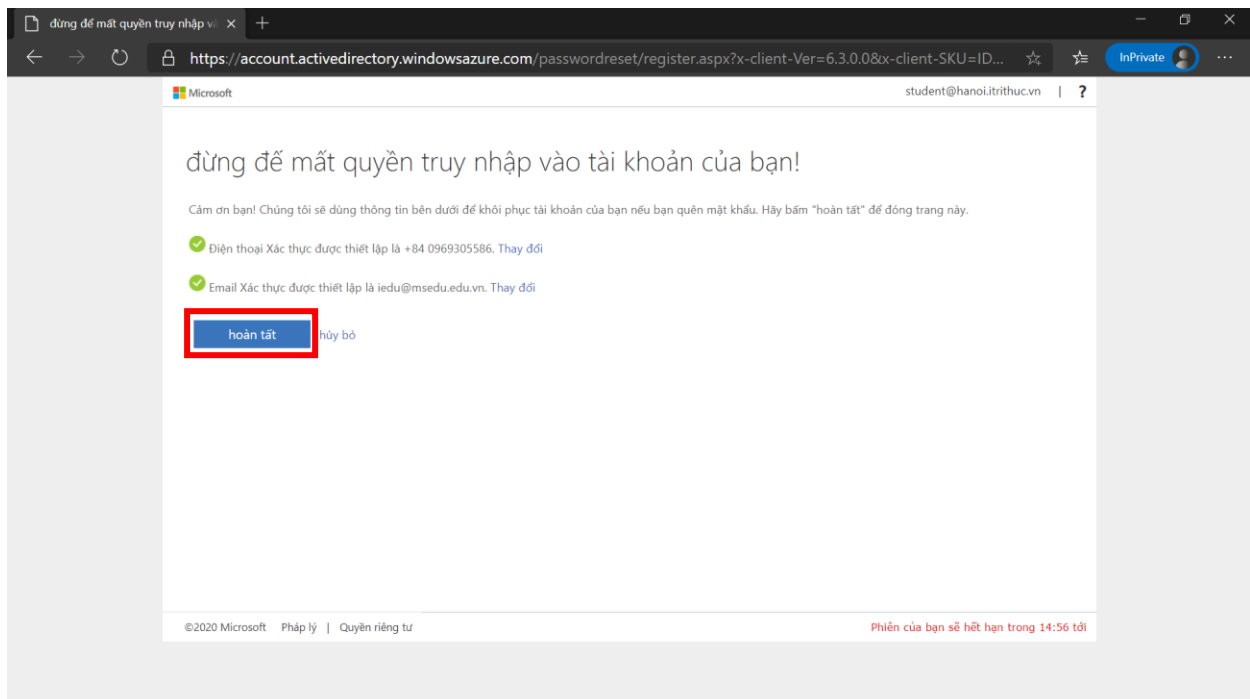 đừng để mất quyền truy nhập và
https://account.activedirectory.windowsazure.com/passwordreset/register.aspx?x-client-Ver=6.3.0.0&x-client-SKU=ID...
InPrivate
Microsoft
student@hanoi.itrithuc.vn | ?
đừng để mất quyền truy nhập vào tài khoản của bạn!
Cảm ơn bạn! Chúng tôi sẽ dùng thông tin bên dưới để khôi phục tài khoản của bạn nếu bạn quên mật khẩu. Hãy bấm "hoàn tất" để đóng trang này.
Điện thoại Xác thực được thiết lập là +84 0969305586. Thay đổi
Email Xác thực được thiết lập là iedu@msedu.edu.vn. Thay đổi
hoàn tất hủy bỏ
©2020 Microsoft Pháp lý | Quyền riêng tư
Phiên của bạn sẽ hết hạn trong 14:56 tới